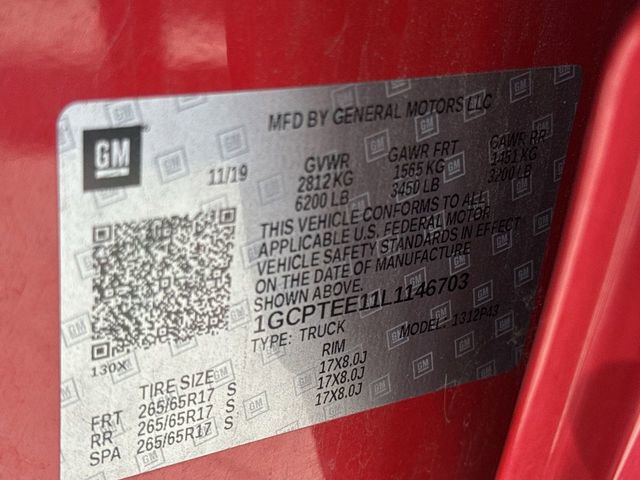 MFD BY GENERAL MOTORS LLC
GM
11/19
GVWR GAWR FRT GAWR RR
2812 KG 1565 KG 1451 KG
6200 LB 3450 LB 3200 LB
THIS VEHICLE CONFORMS TO ALL
APPLICABLE U.S. FEDERAL MOTOR
VEHICLE SAFETY STANDARDS IN EFFECT
ON THE DATE OF MANUFACTURE
SHOWN ABOVE.
1GCPTEE11L1146703
TYPE: TRUCK MODEL: 1312P43
130X
TIRE SIZE RIM
FRT 265/65R17 S 17X8.0J
RR 265/65R17 S 17X8.0J
SPA 265/65R17 S 17X8.0J